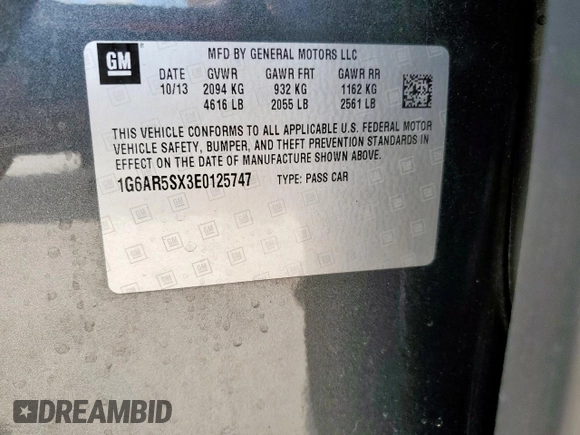 GM
MFD BY GENERAL MOTORS LLC
DATE GVWR GAWR FRT GAWR RR
10/13 2094 KG 932 KG 1162 KG
4616 LB 2055 LB 2561 LB
THIS VEHICLE CONFORMS TO ALL APPLICABLE U.S. FEDERAL MOTOR
VEHICLE SAFETY, BUMPER, AND THEFT PREVENTION STANDARDS IN
EFFECT ON THE DATE OF MANUFACTURE SHOWN ABOVE.
1G6AR5SX3E0125747 TYPE: PASS CAR
DREAMBID